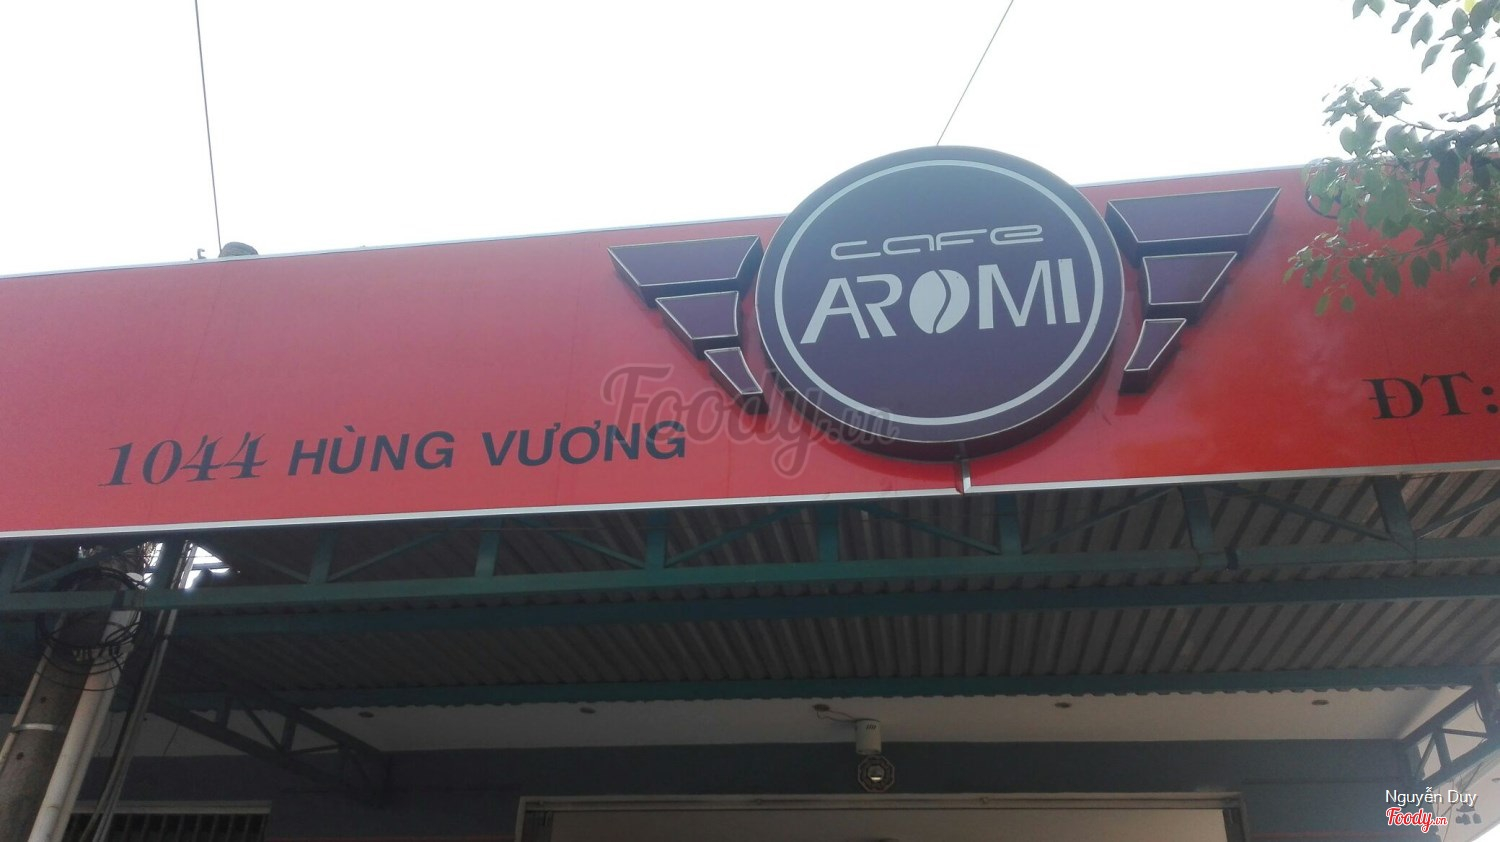 cafe
AROMI
1044 HÙNG VƯƠNG
ĐT:
Foody.vn
Nguyễn Duy
Foody.vn